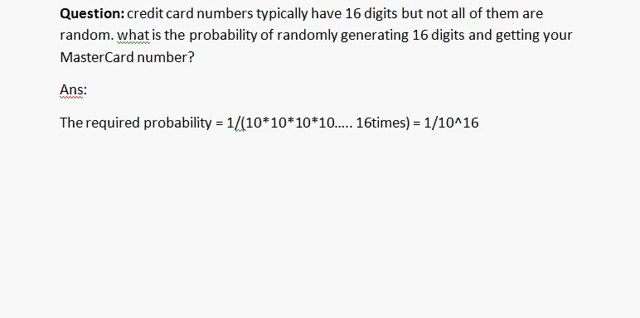 Question: credit card numbers typically have 16 digits but not all of them are
random. what is the probability of randomly generating 16 digits and getting your
MasterCard number?
Ans:
The required probability = 1/(10*10*10*10..... 16times) = 1/10^16